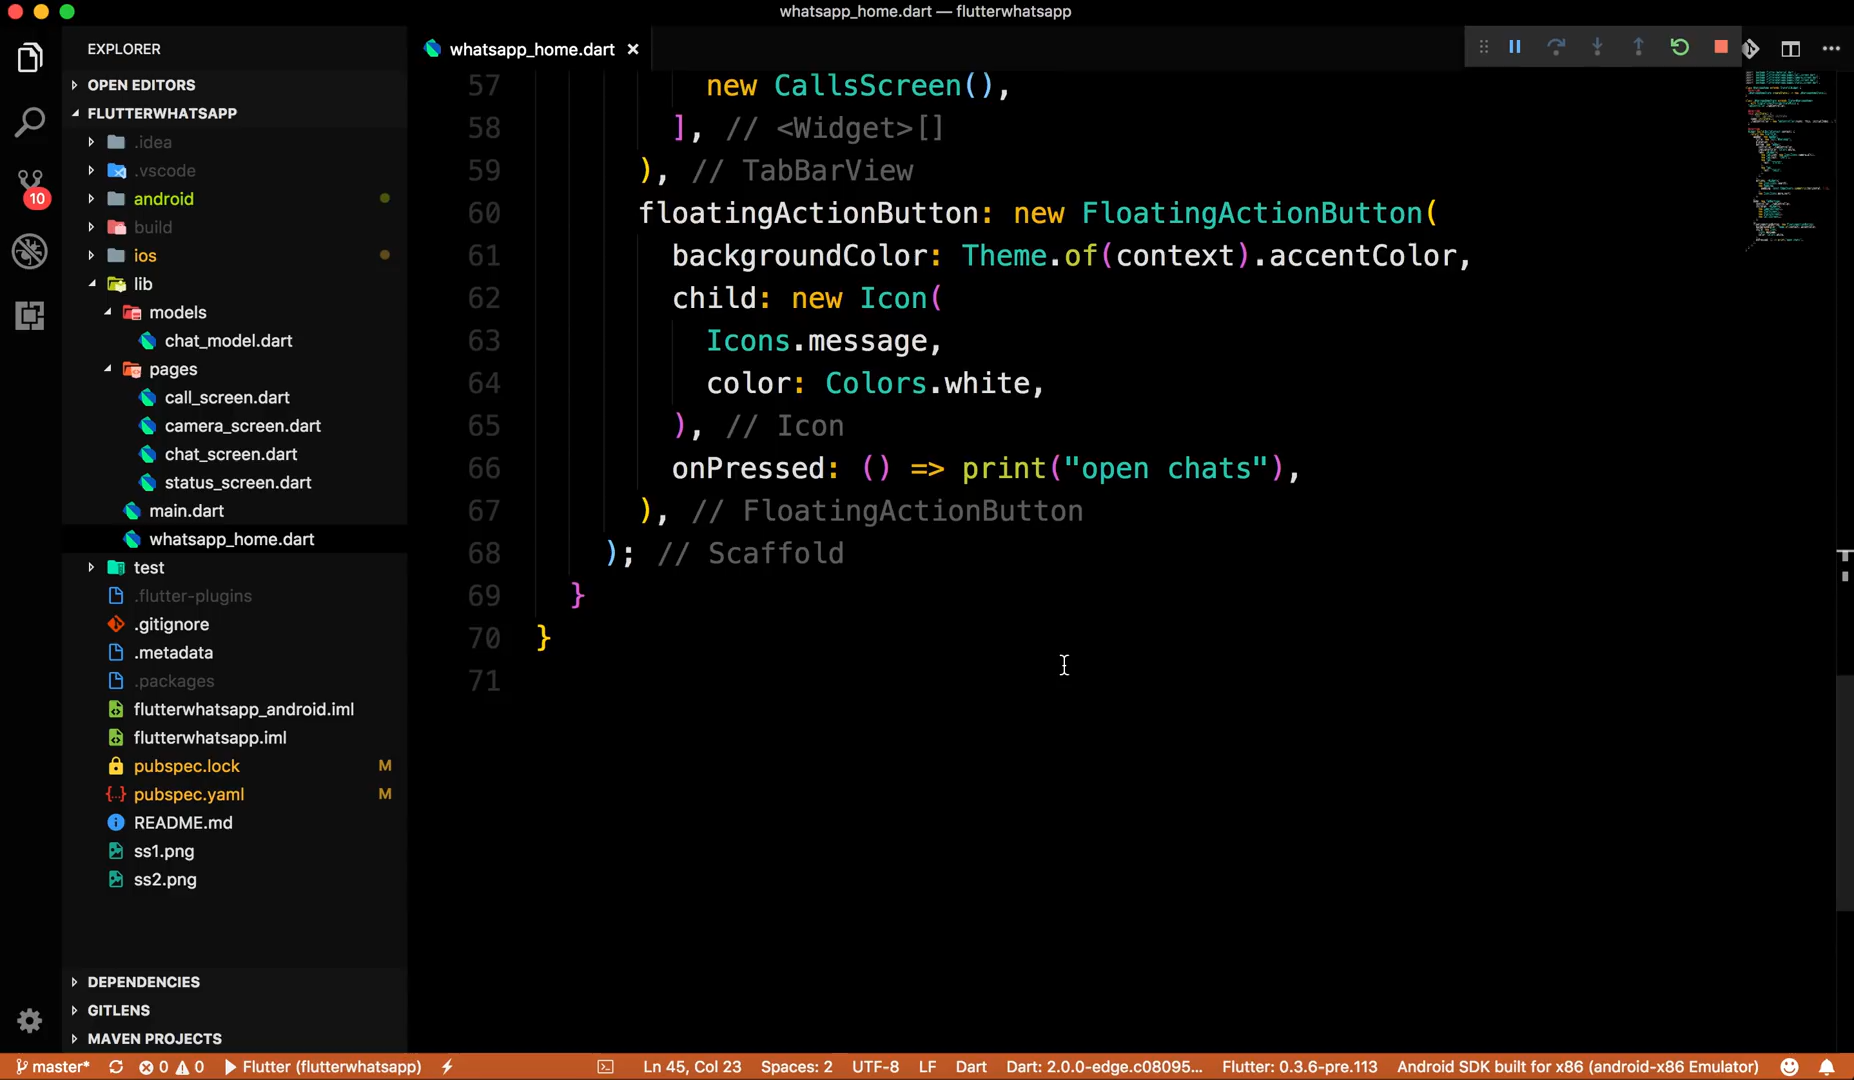 whatsapp_home.dart — flutterwhatsapp
EXPLORER
OPEN EDITORS
FLUTTERWHATSAPP
.idea
.vscode
android
build
ios
lib
models
chat_model.dart
pages
call_screen.dart
camera_screen.dart
chat_screen.dart
status_screen.dart
main.dart
whatsapp_home.dart
test
.flutter-plugins
.gitignore
.metadata
.packages
flutterwhatsapp_android.iml
flutterwhatsapp.iml
pubspec.lock M
pubspec.yaml M
README.md
ss1.png
ss2.png
DEPENDENCIES
GITLENS
MAVEN PROJECTS
10
whatsapp_home.dart
57 new CallsScreen(),
58 ], // <Widget>[]
59 ), // TabBarView
60 floatingActionButton: new FloatingActionButton(
61 backgroundColor: Theme.of(context).accentColor,
62 child: new Icon(
63 Icons.message,
64 color: Colors.white,
65 ), // Icon
66 onPressed: () => print("open chats"),
67 ), // FloatingActionButton
68 ); // Scaffold
69 }
70 }
71
master* 0 0 Flutter (flutterwhatsapp) Ln 45, Col 23 Spaces: 2 UTF-8 LF Dart Dart: 2.0.0-edge.c08095... Flutter: 0.3.6-pre.113 Android SDK built for x86 (android-x86 Emulator)